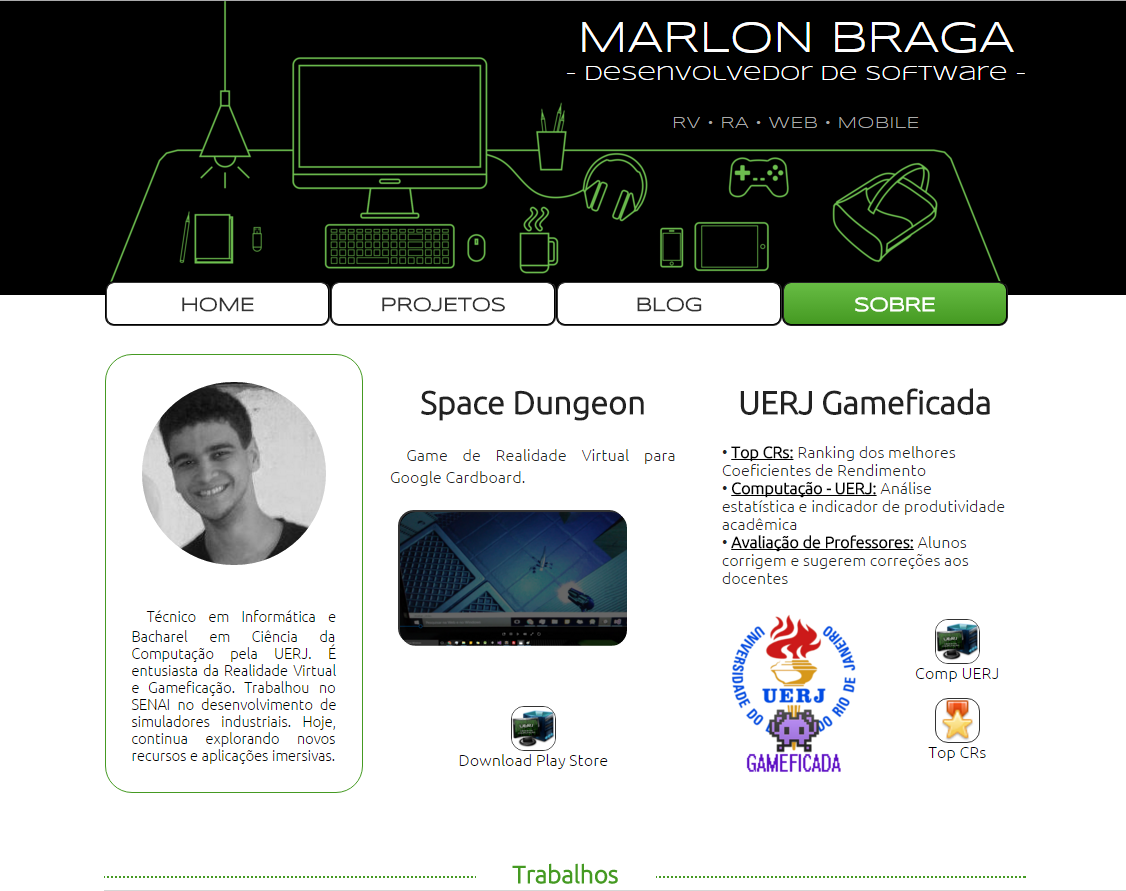 MARLON BRAGA
- Desenvolvedor de Software -
RV • RA • WEB • MOBILE
HOME
PROJETOS
BLOG
SOBRE
Técnico em Informática e
Bacharel em Ciência da
Computação pela UERJ. É
entusiasta da Realidade Virtual
e Gameficação. Trabalhou no
SENAI no desenvolvimento de
simuladores industriais. Hoje,
continua explorando novos
recursos e aplicações imersivas.
Space Dungeon
Game de Realidade Virtual para
Google Cardboard.
Download Play Store
UERJ Gameficada
• Top CRs: Ranking dos melhores
Coeficientes de Rendimento
• Computação - UERJ: Análise
estatística e indicador de produtividade
acadêmica
• Avaliação de Professores: Alunos
corrigem e sugerem correções aos
docentes
UNIVERSIDADE DO DO RIO DE JANEIRO
UERJ
GAMEFICADA
Comp UERJ
Top CRs
Trabalhos